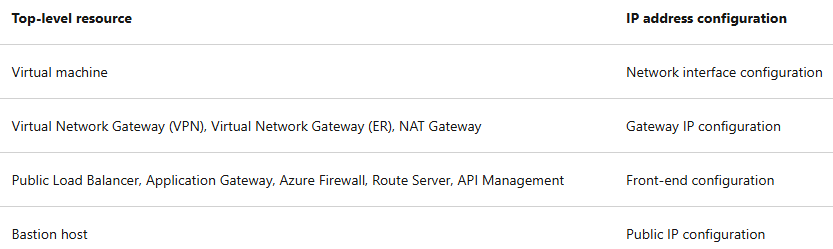 Top-level resource IP address configuration
Virtual machine Network interface configuration
Virtual Network Gateway (VPN), Virtual Network Gateway (ER), NAT Gateway Gateway IP configuration
Public Load Balancer, Application Gateway, Azure Firewall, Route Server, API Management Front-end configuration
Bastion host Public IP configuration